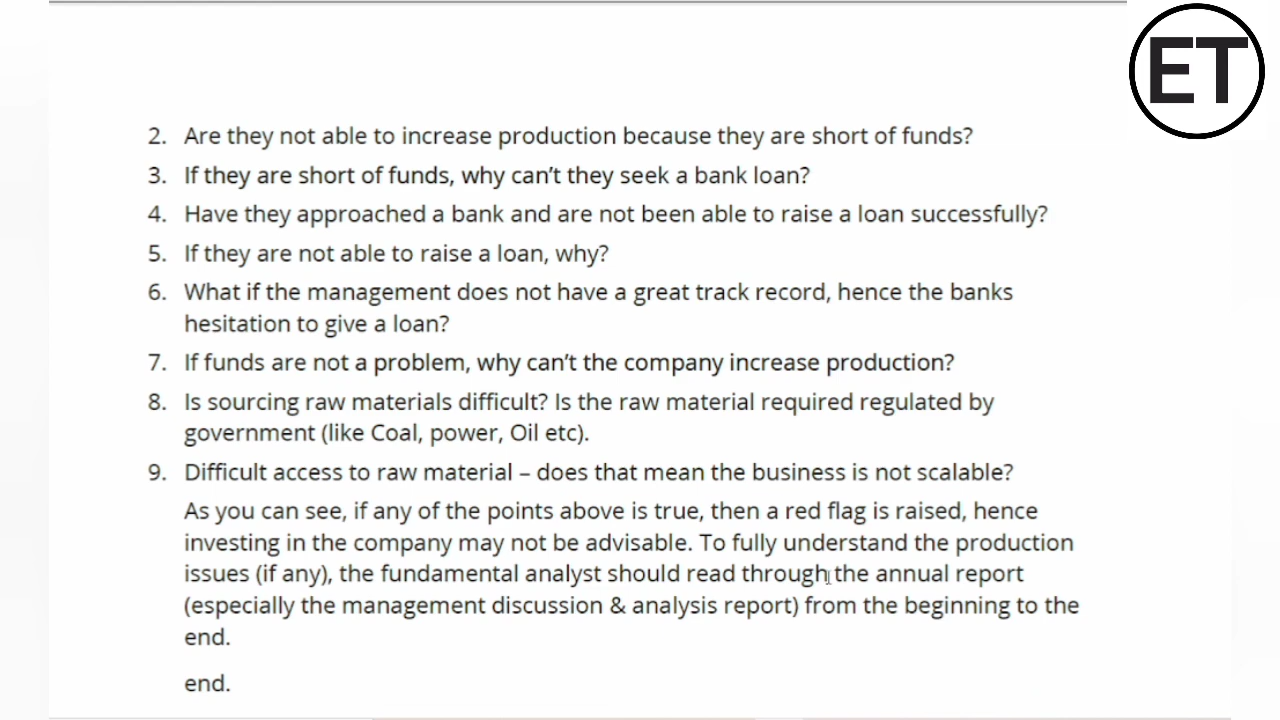 ET
2. Are they not able to increase production because they are short of funds?
3. If they are short of funds, why can't they seek a bank loan?
4. Have they approached a bank and are not been able to raise a loan successfully?
5. If they are not able to raise a loan, why?
6. What if the management does not have a great track record, hence the banks
hesitation to give a loan?
7. If funds are not a problem, why can't the company increase production?
8. Is sourcing raw materials difficult? Is the raw material required regulated by
government (like Coal, power, Oil etc).
9. Difficult access to raw material – does that mean the business is not scalable?
As you can see, if any of the points above is true, then a red flag is raised, hence
investing in the company may not be advisable. To fully understand the production
issues (if any), the fundamental analyst should read through the annual report
(especially the management discussion & analysis report) from the beginning to the
end.
end.